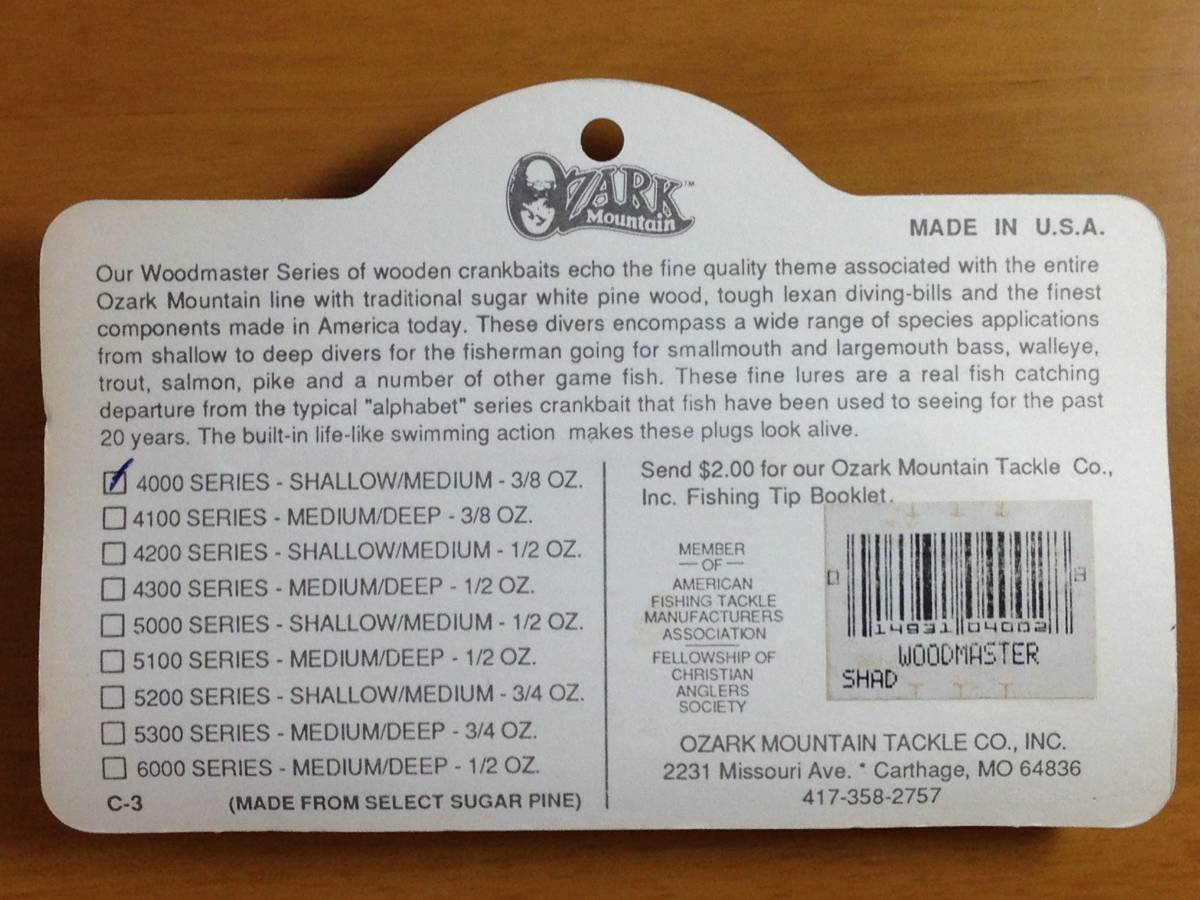 OZARK™
Mountain
MADE IN U.S.A.
Our Woodmaster Series of wooden crankbaits echo the fine quality theme associated with the entire
Ozark Mountain line with traditional sugar white pine wood, tough lexan diving-bills and the finest
components made in America today. These divers encompass a wide range of species applications
from shallow to deep divers for the fisherman going for smallmouth and largemouth bass, walleye,
trout, salmon, pike and a number of other game fish. These fine lures are a real fish catching
departure from the typical "alphabet" series crankbait that fish have been used to seeing for the past
20 years. The built-in life-like swimming action makes these plugs look alive.
4000 SERIES - SHALLOW/MEDIUM - 3/8 OZ.
4100 SERIES - MEDIUM/DEEP - 3/8 OZ.
4200 SERIES - SHALLOW/MEDIUM - 1/2 OZ.
4300 SERIES - MEDIUM/DEEP - 1/2 OZ.
5000 SERIES - SHALLOW/MEDIUM - 1/2 OZ.
5100 SERIES - MEDIUM/DEEP - 1/2 OZ.
5200 SERIES - SHALLOW/MEDIUM - 3/4 OZ.
5300 SERIES - MEDIUM/DEEP - 3/4 OZ.
6000 SERIES - MEDIUM/DEEP - 1/2 OZ.
C-3 (MADE FROM SELECT SUGAR PINE)
Send $2.00 for our Ozark Mountain Tackle Co.,
Inc. Fishing Tip Booklet.
MEMBER
— OF —
AMERICAN
FISHING TACKLE
MANUFACTURERS
ASSOCIATION
FELLOWSHIP OF
CHRISTIAN
ANGLERS
SOCIETY
0 14931 04002 8
WOODMASTER
SHAD
OZARK MOUNTAIN TACKLE CO., INC.
2231 Missouri Ave. * Carthage, MO 64836
417-358-2757